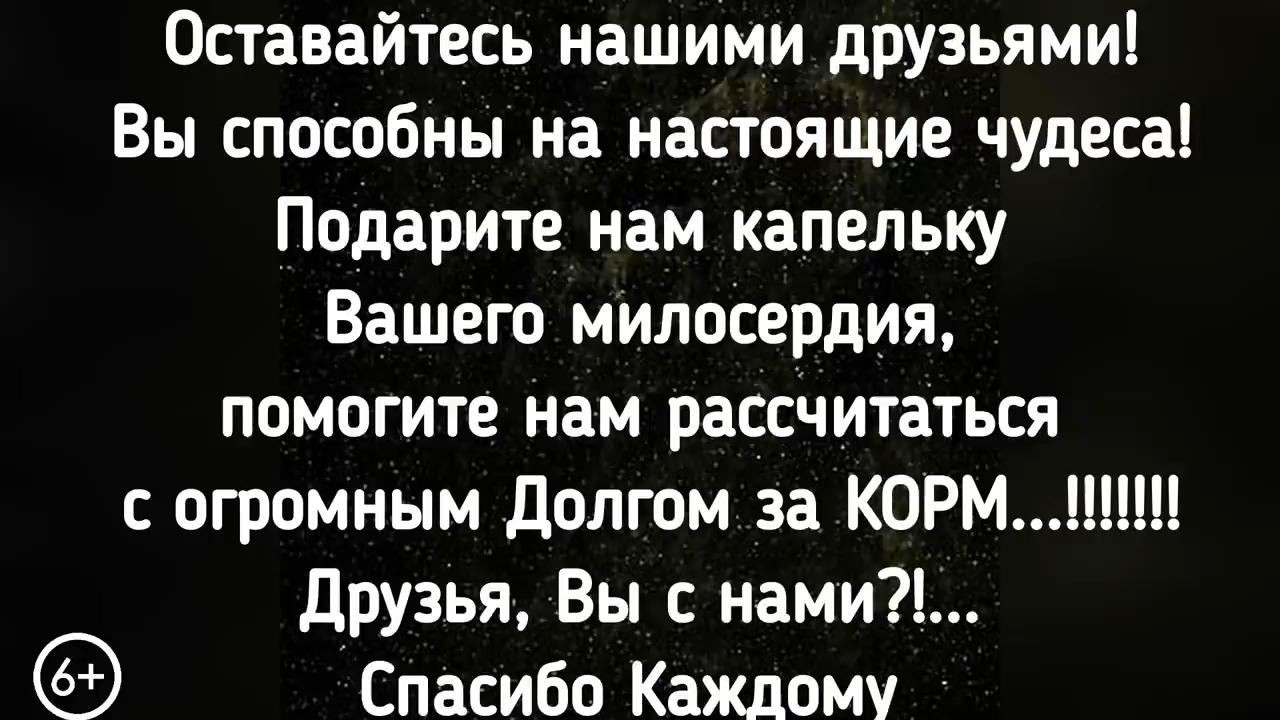 Оставайтесь нашими друзьями!
Вы способны на настоящие чудеса!
Подарите нам капельку
Вашего милосердия,
помогите нам рассчитаться
с огромным Долгом за КОРМ...!!!!!!!
Друзья, Вы с нами?!...
Спасибо Каждому
6+